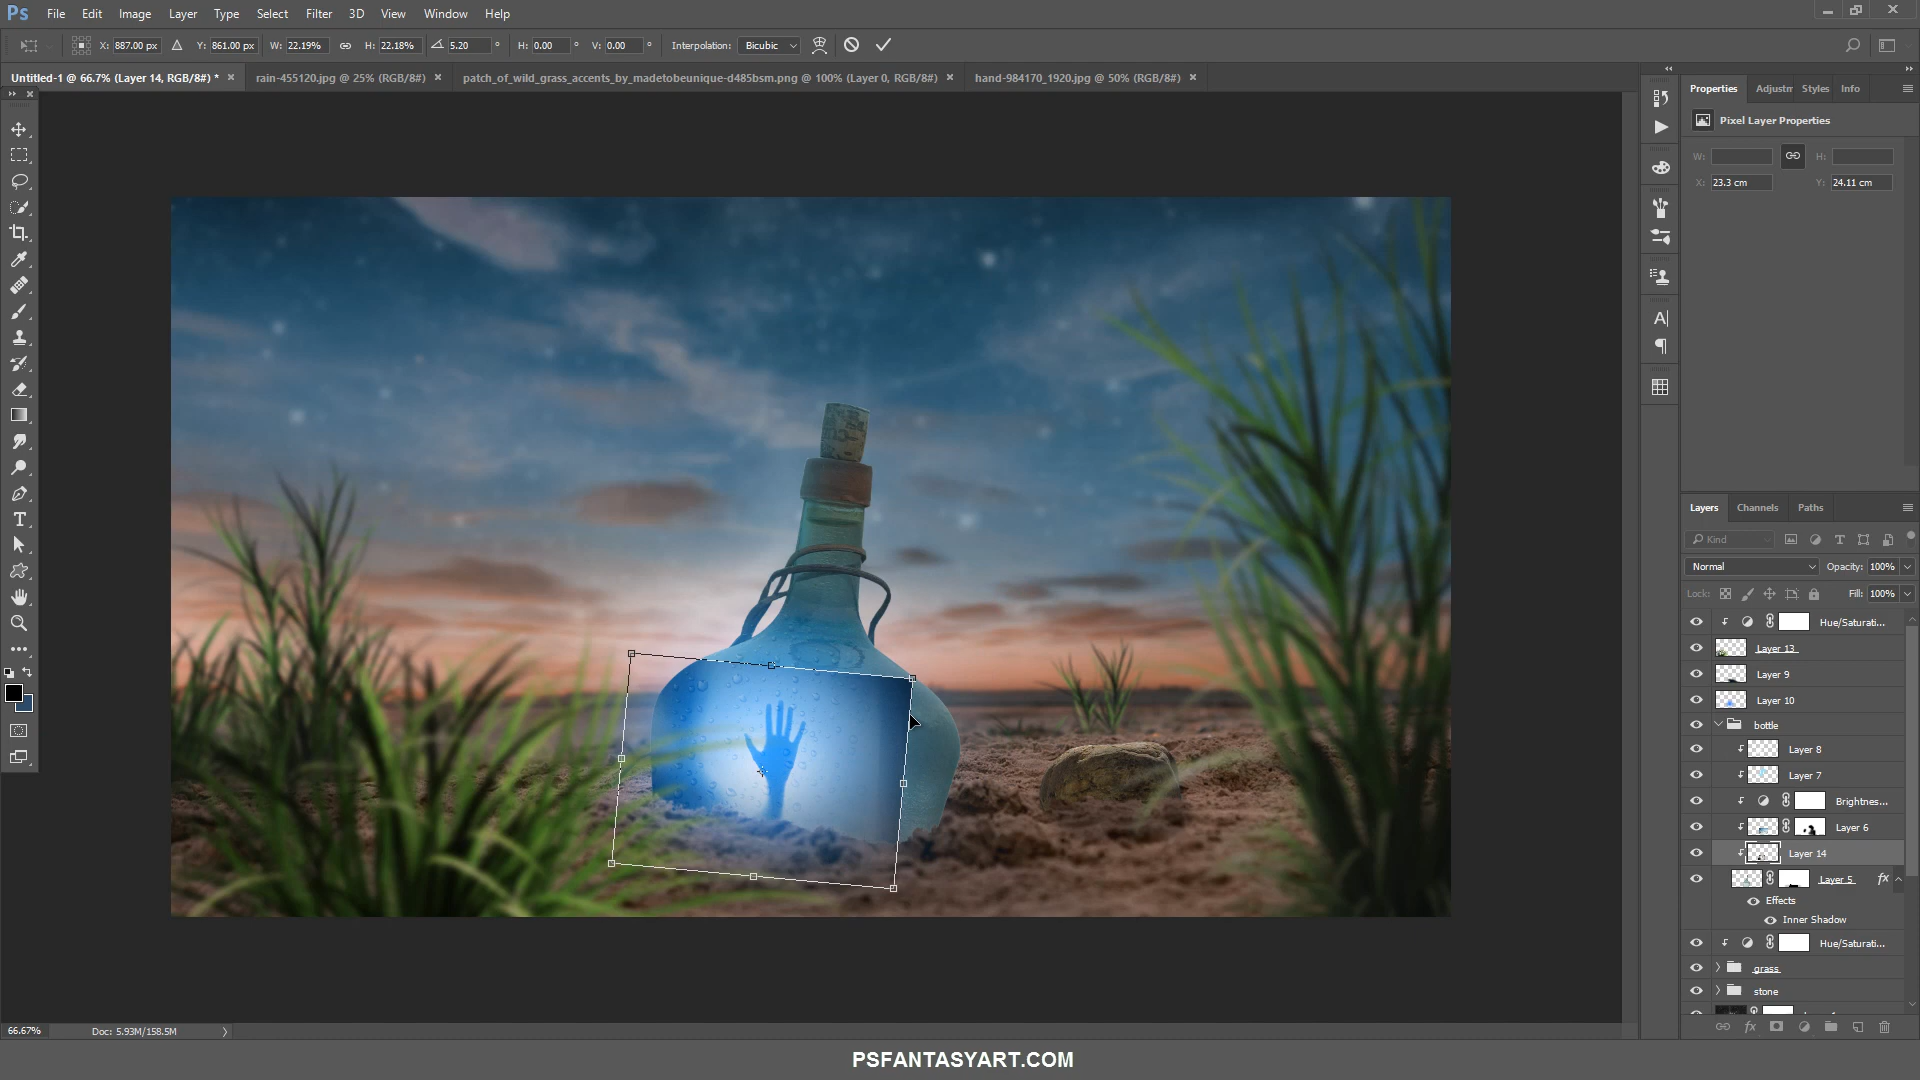 Ps File Edit Image Layer Type Select Filter 3D View Window Help
X: 887.00 px Y: 861.00 px W: 22.19% H: 22.18% 5.20 ° H: 0.00 ° V: 0.00 ° Interpolation: Bicubic
Untitled-1 @ 66.7% (Layer 14, RGB/8#) * rain-455120.jpg @ 25% (RGB/8#) patch_of_wild_grass_accents_by_madetobeunique-d485bsm.png @ 100% (Layer 0, RGB/8#) hand-984170_1920.jpg @ 50% (RGB/8#)
Properties Adjustm Styles Info
Pixel Layer Properties
W: H:
X: 23.3 cm Y: 24.11 cm
Layers Channels Paths
Kind
Normal Opacity: 100%
Lock: Fill: 100%
Hue/Saturati...
Layer 13
Layer 9
Layer 10
bottle
Layer 8
Layer 7
Brightnes...
Layer 6
Layer 14
Layer 5 fx
Effects
Inner Shadow
Hue/Saturati...
grass
stone
66.67% Doc: 5.93M/158.5M
PSFANTASYART.COM